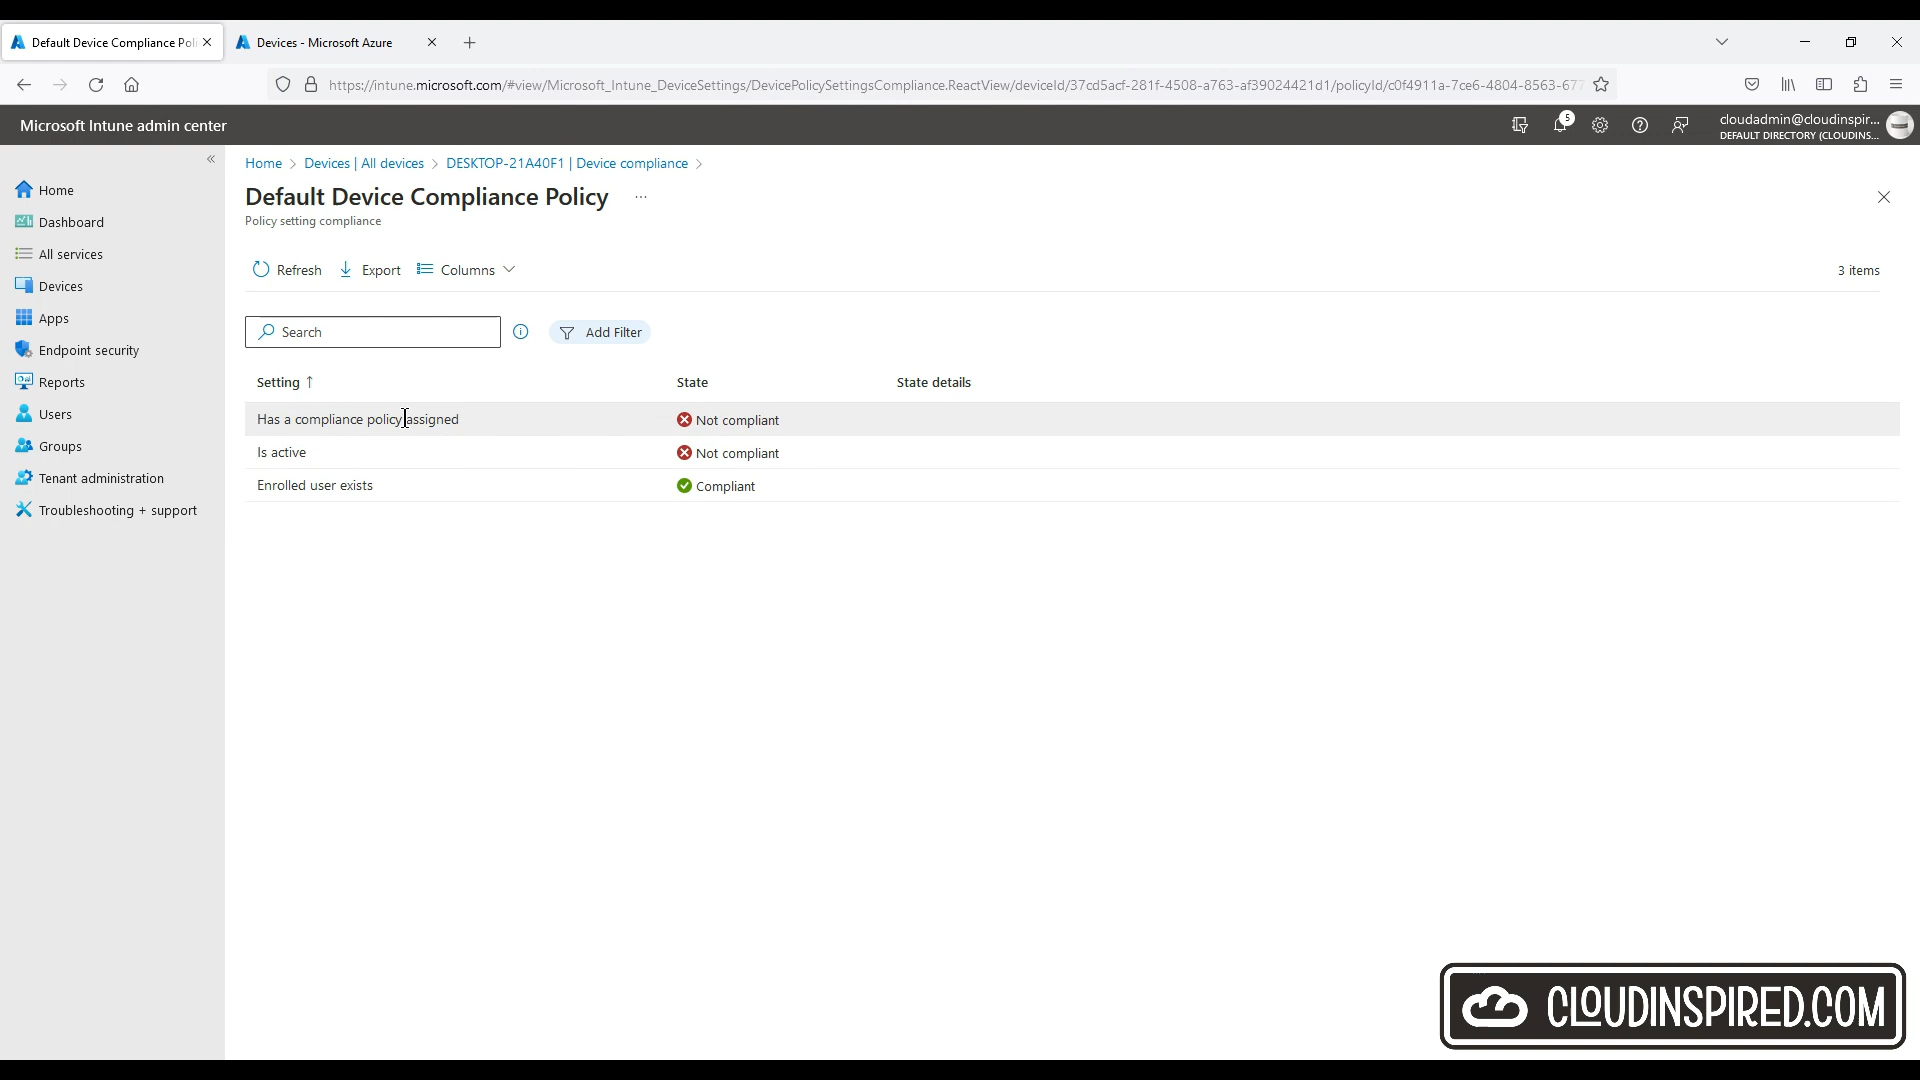 Default Device Compliance Poli
Devices - Microsoft Azure
https://intune.microsoft.com/#view/Microsoft_Intune_DeviceSettings/DevicePolicySettingsCompliance.ReactView/deviceId/37cd5acf-281f-4508-a763-af39024421d1/policyId/c0f4911a-7ce6-4804-8563-677
Microsoft Intune admin center
5
cloudadmin@cloudinspir...
DEFAULT DIRECTORY (CLOUDINS...
Home
Dashboard
All services
Devices
Apps
Endpoint security
Reports
Users
Groups
Tenant administration
Troubleshooting + support
Home > Devices | All devices > DESKTOP-21A40F1 | Device compliance >
Default Device Compliance Policy ...
Policy setting compliance
Refresh Export Columns
3 items
Search
Add Filter
Setting ↑ State State details
Has a compliance policy assigned Not compliant
Is active Not compliant
Enrolled user exists Compliant
CLOUDINSPIRED.COM